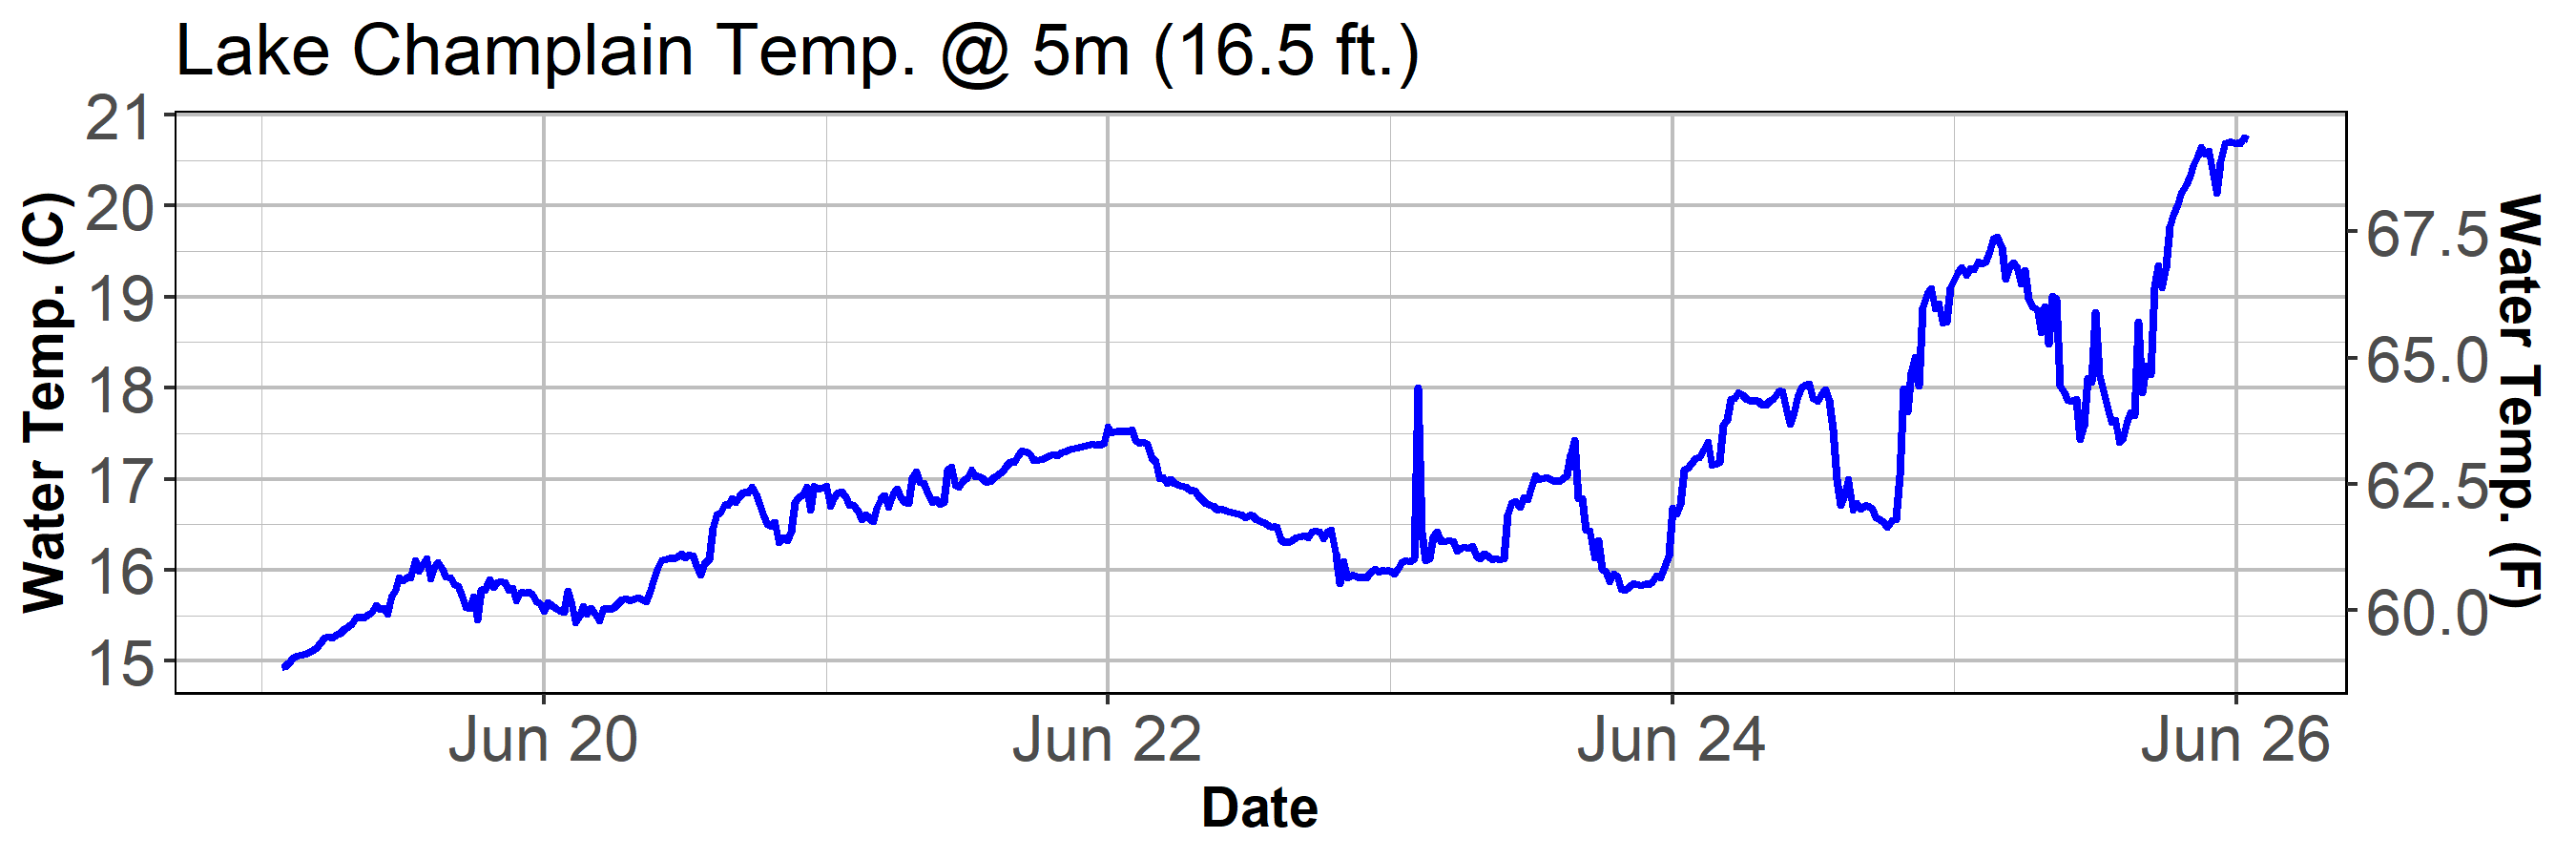 Lake Champlain Temp. @ 5m (16.5 ft.)
Water Temp. (C)
21
20
19
18
17
16
15
67.5
65.0
62.5
60.0
Water Temp. (F)
Jun 20
Jun 22
Jun 24
Jun 26
Date